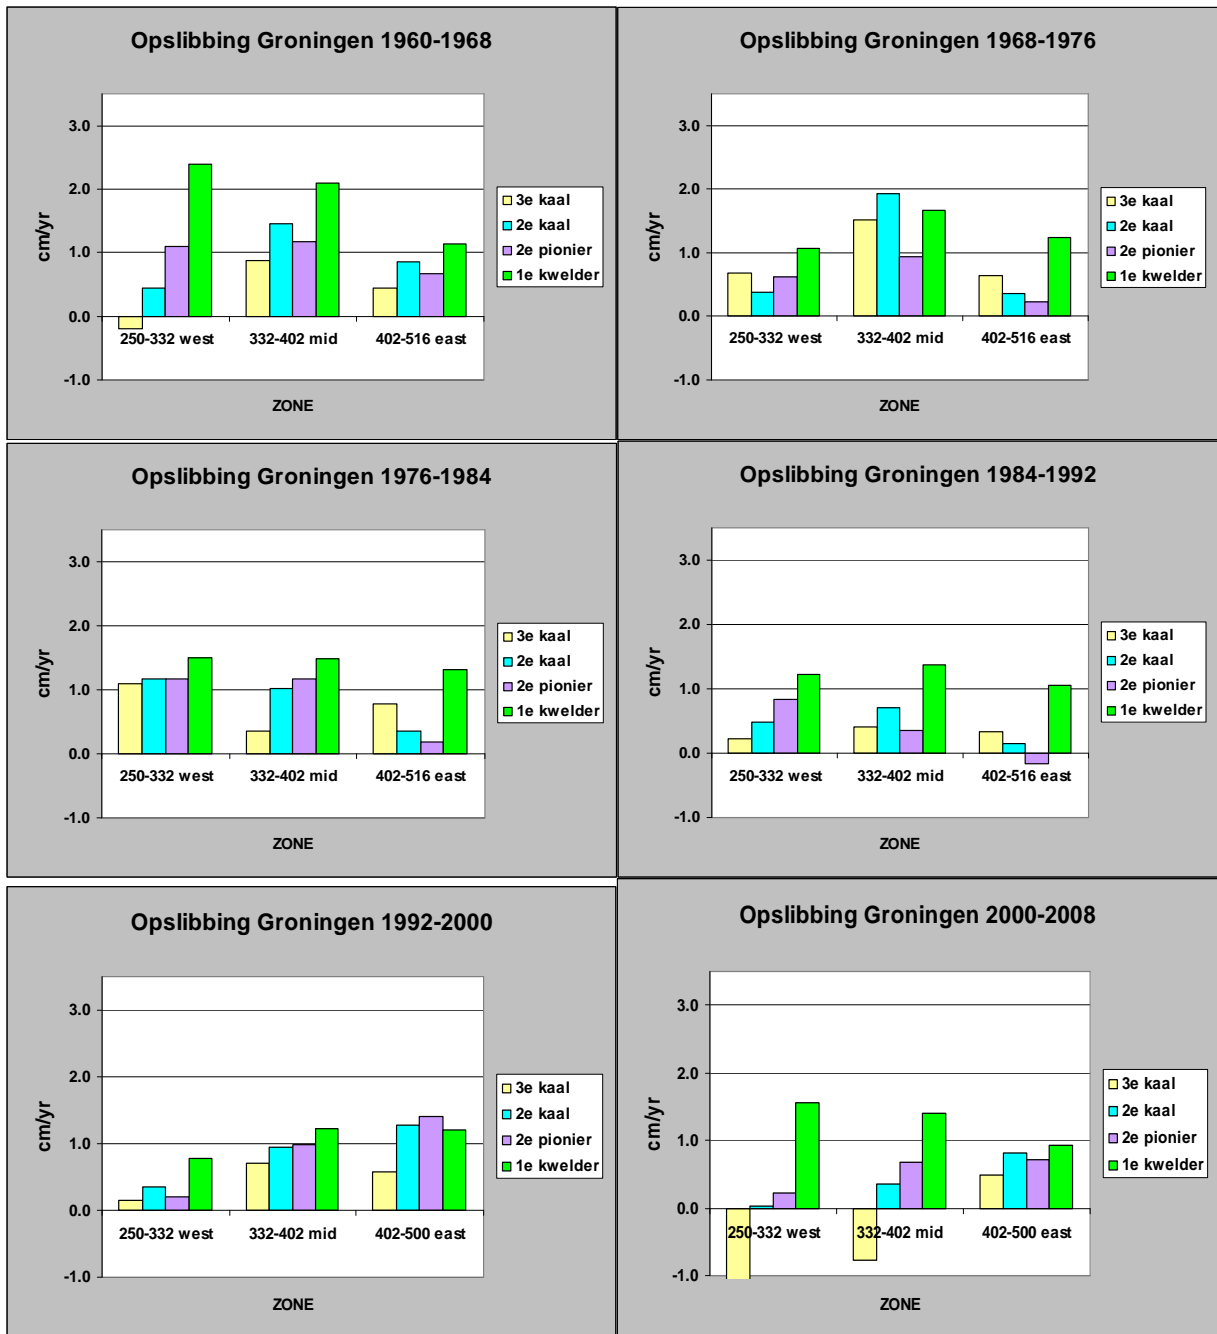 Opslibbing Groningen 1960-1968
3.0
2.0
1.0
0.0
-1.0
cm/yr
250-332 west 332-402 mid 402-516 east
ZONE
3e kaal
2e kaal
2e pionier
1e kwelder
Opslibbing Groningen 1968-1976
3.0
2.0
1.0
0.0
-1.0
cm/yr
250-332 west 332-402 mid 402-516 east
ZONE
3e kaal
2e kaal
2e pionier
1e kwelder
Opslibbing Groningen 1976-1984
3.0
2.0
1.0
0.0
-1.0
cm/yr
250-332 west 332-402 mid 402-516 east
ZONE
3e kaal
2e kaal
2e pionier
1e kwelder
Opslibbing Groningen 1984-1992
3.0
2.0
1.0
0.0
-1.0
cm/yr
250-332 west 332-402 mid 402-516 east
ZONE
3e kaal
2e kaal
2e pionier
1e kwelder
Opslibbing Groningen 1992-2000
3.0
2.0
1.0
0.0
-1.0
cm/yr
250-332 west 332-402 mid 402-500 east
ZONE
3e kaal
2e kaal
2e pionier
1e kwelder
Opslibbing Groningen 2000-2008
3.0
2.0
1.0
0.0
-1.0
cm/yr
250-332 west 332-402 mid 402-500 east
ZONE
3e kaal
2e kaal
2e pionier
1e kwelder